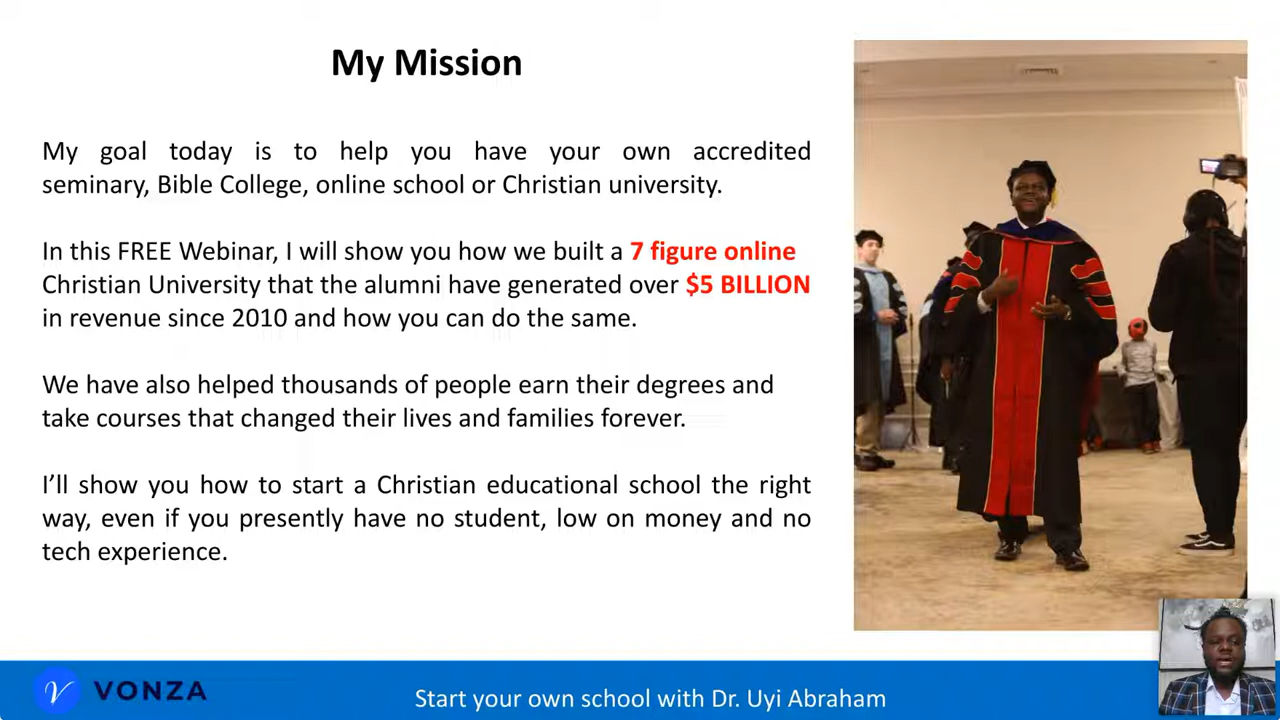 My Mission
My goal today is to help you have your own accredited
seminary, Bible College, online school or Christian university.
In this FREE Webinar, I will show you how we built a 7 figure online
Christian University that the alumni have generated over $5 BILLION
in revenue since 2010 and how you can do the same.
We have also helped thousands of people earn their degrees and
take courses that changed their lives and families forever.
I'll show you how to start a Christian educational school the right
way, even if you presently have no student, low on money and no
tech experience.
VONZA
Start your own school with Dr. Uyi Abraham